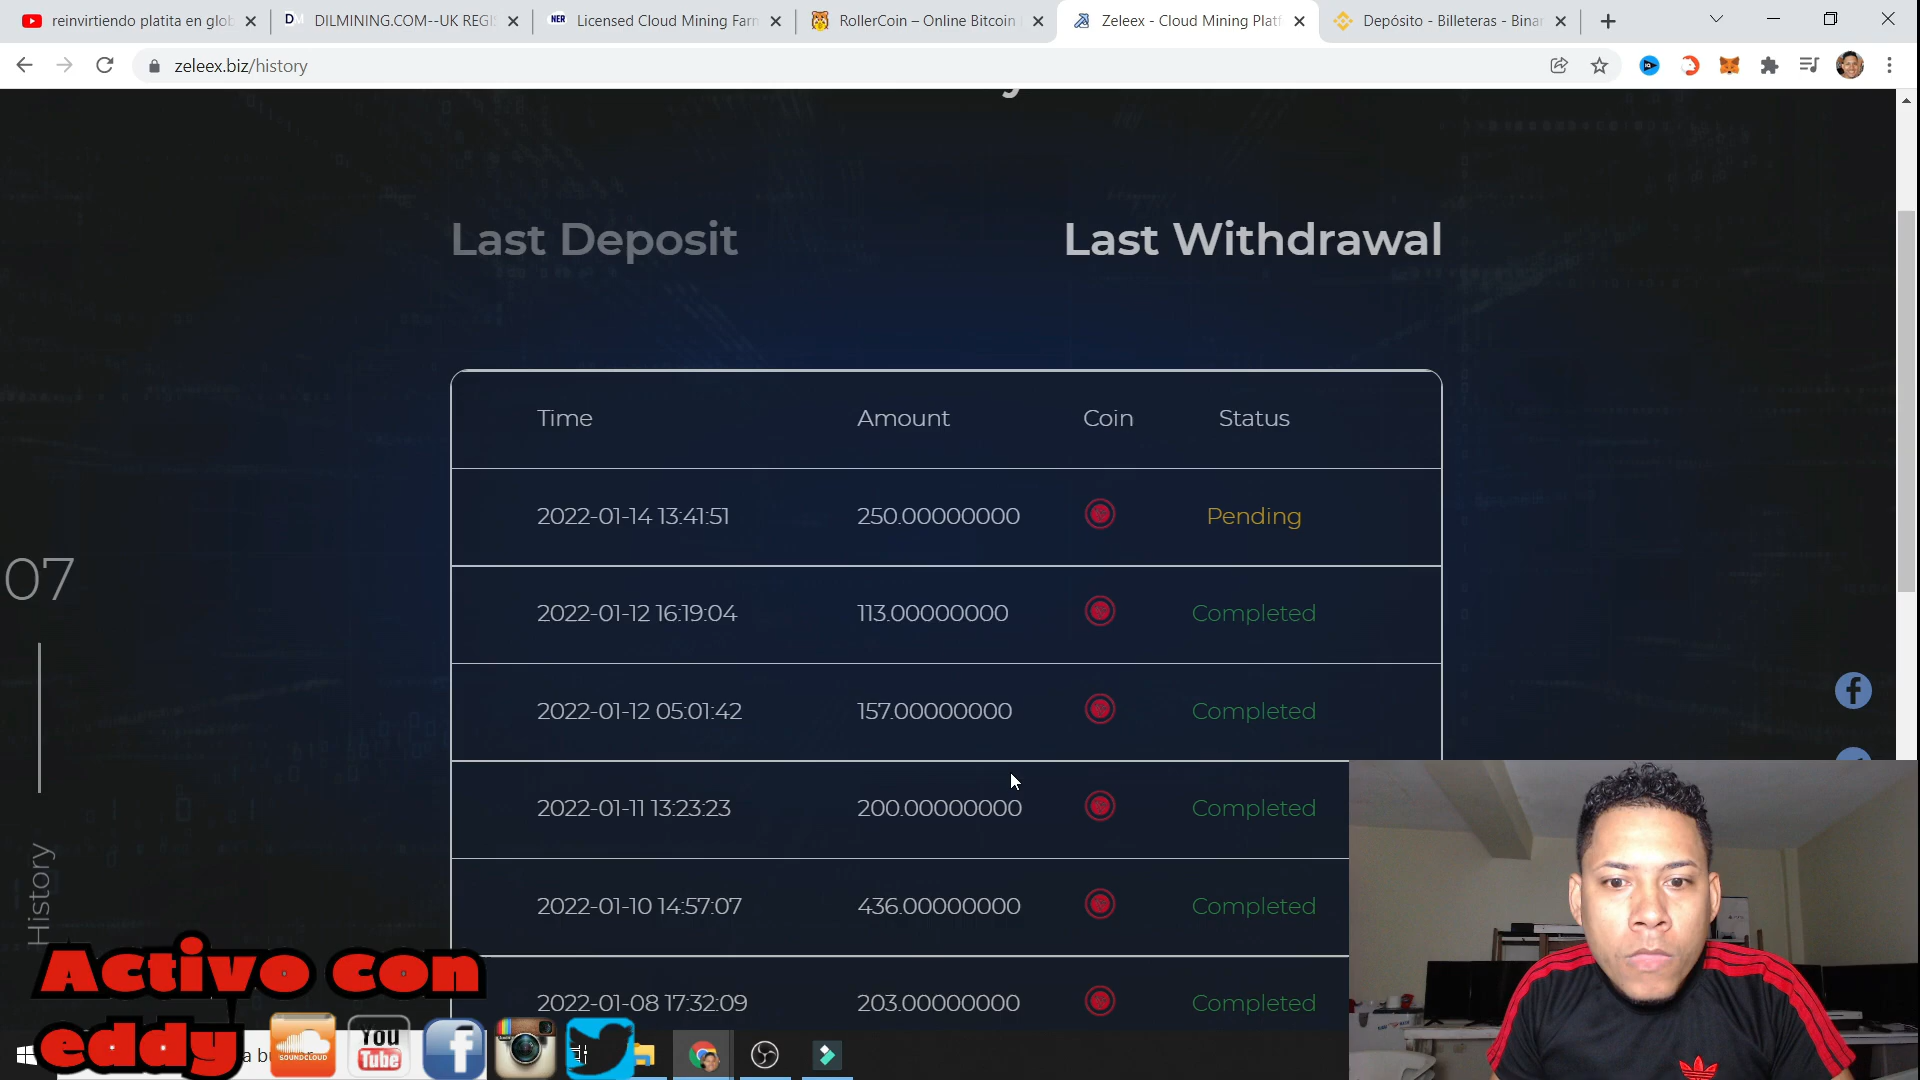 reinvirtiendo platita en glob
DILMINING.COM--UK REGI
NER
Licensed Cloud Mining Farm
RollerCoin – Online Bitcoin
Zeleex - Cloud Mining Platf
Depósito - Billeteras - Binan
zeleex.biz/history
Last Deposit
Last Withdrawal
Time Amount Coin Status
2022-01-14 13:41:51 250.00000000 Pending
2022-01-12 16:19:04 113.00000000 Completed
2022-01-12 05:01:42 157.00000000 Completed
2022-01-11 13:23:23 200.00000000 Completed
2022-01-10 14:57:07 436.00000000 Completed
2022-01-08 17:32:09 203.00000000 Completed
07
History
Activo con
eddy
SOUNDCLOUD
You
Tube